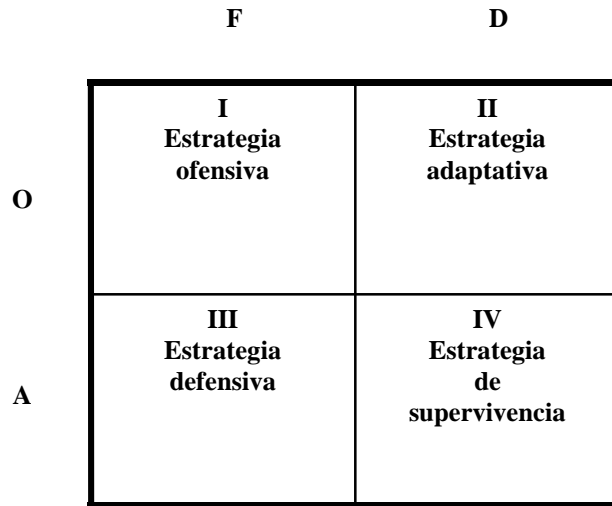 F D
I
Estrategia
ofensiva
II
Estrategia
adaptativa
O
III
Estrategia
defensiva
IV
Estrategia
de
supervivencia
A